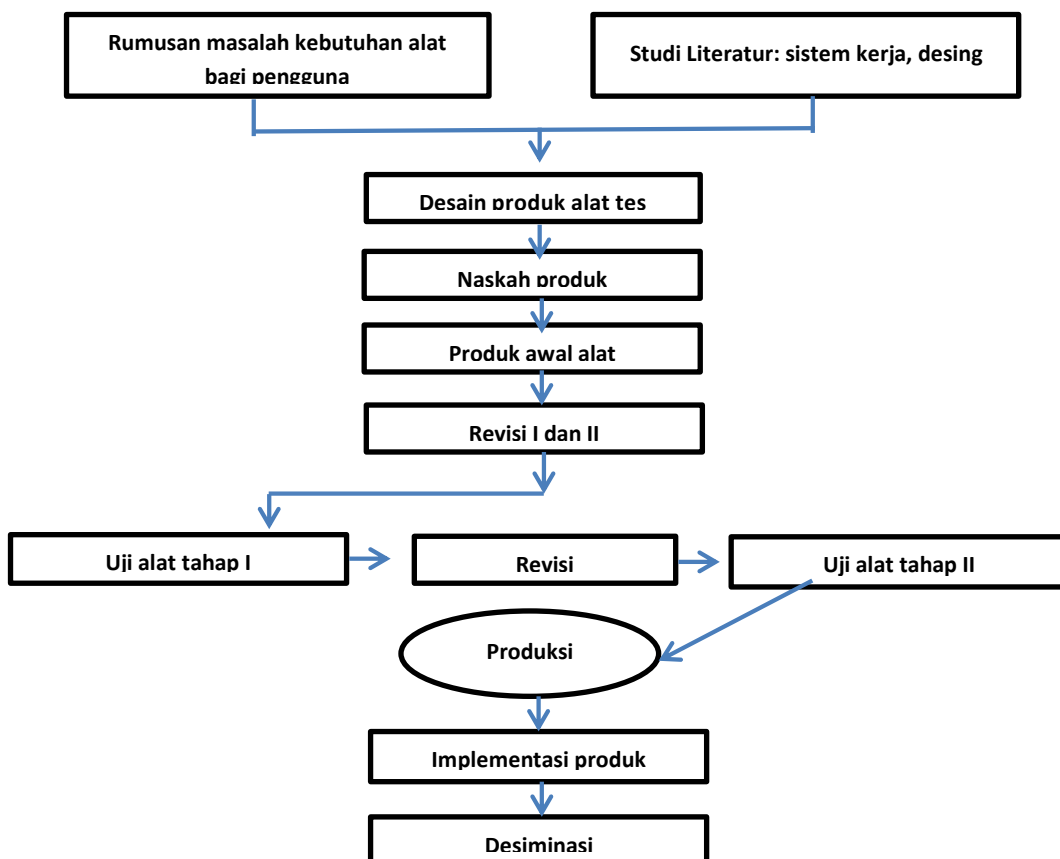 Rumusan masalah kebutuhan alat
bagi pengguna
Studi Literatur: sistem kerja, desing
Desain produk alat tes
Naskah produk
Produk awal alat
Revisi I dan II
Uji alat tahap I
Revisi
Uji alat tahap II
Produksi
Implementasi produk
Desiminasi